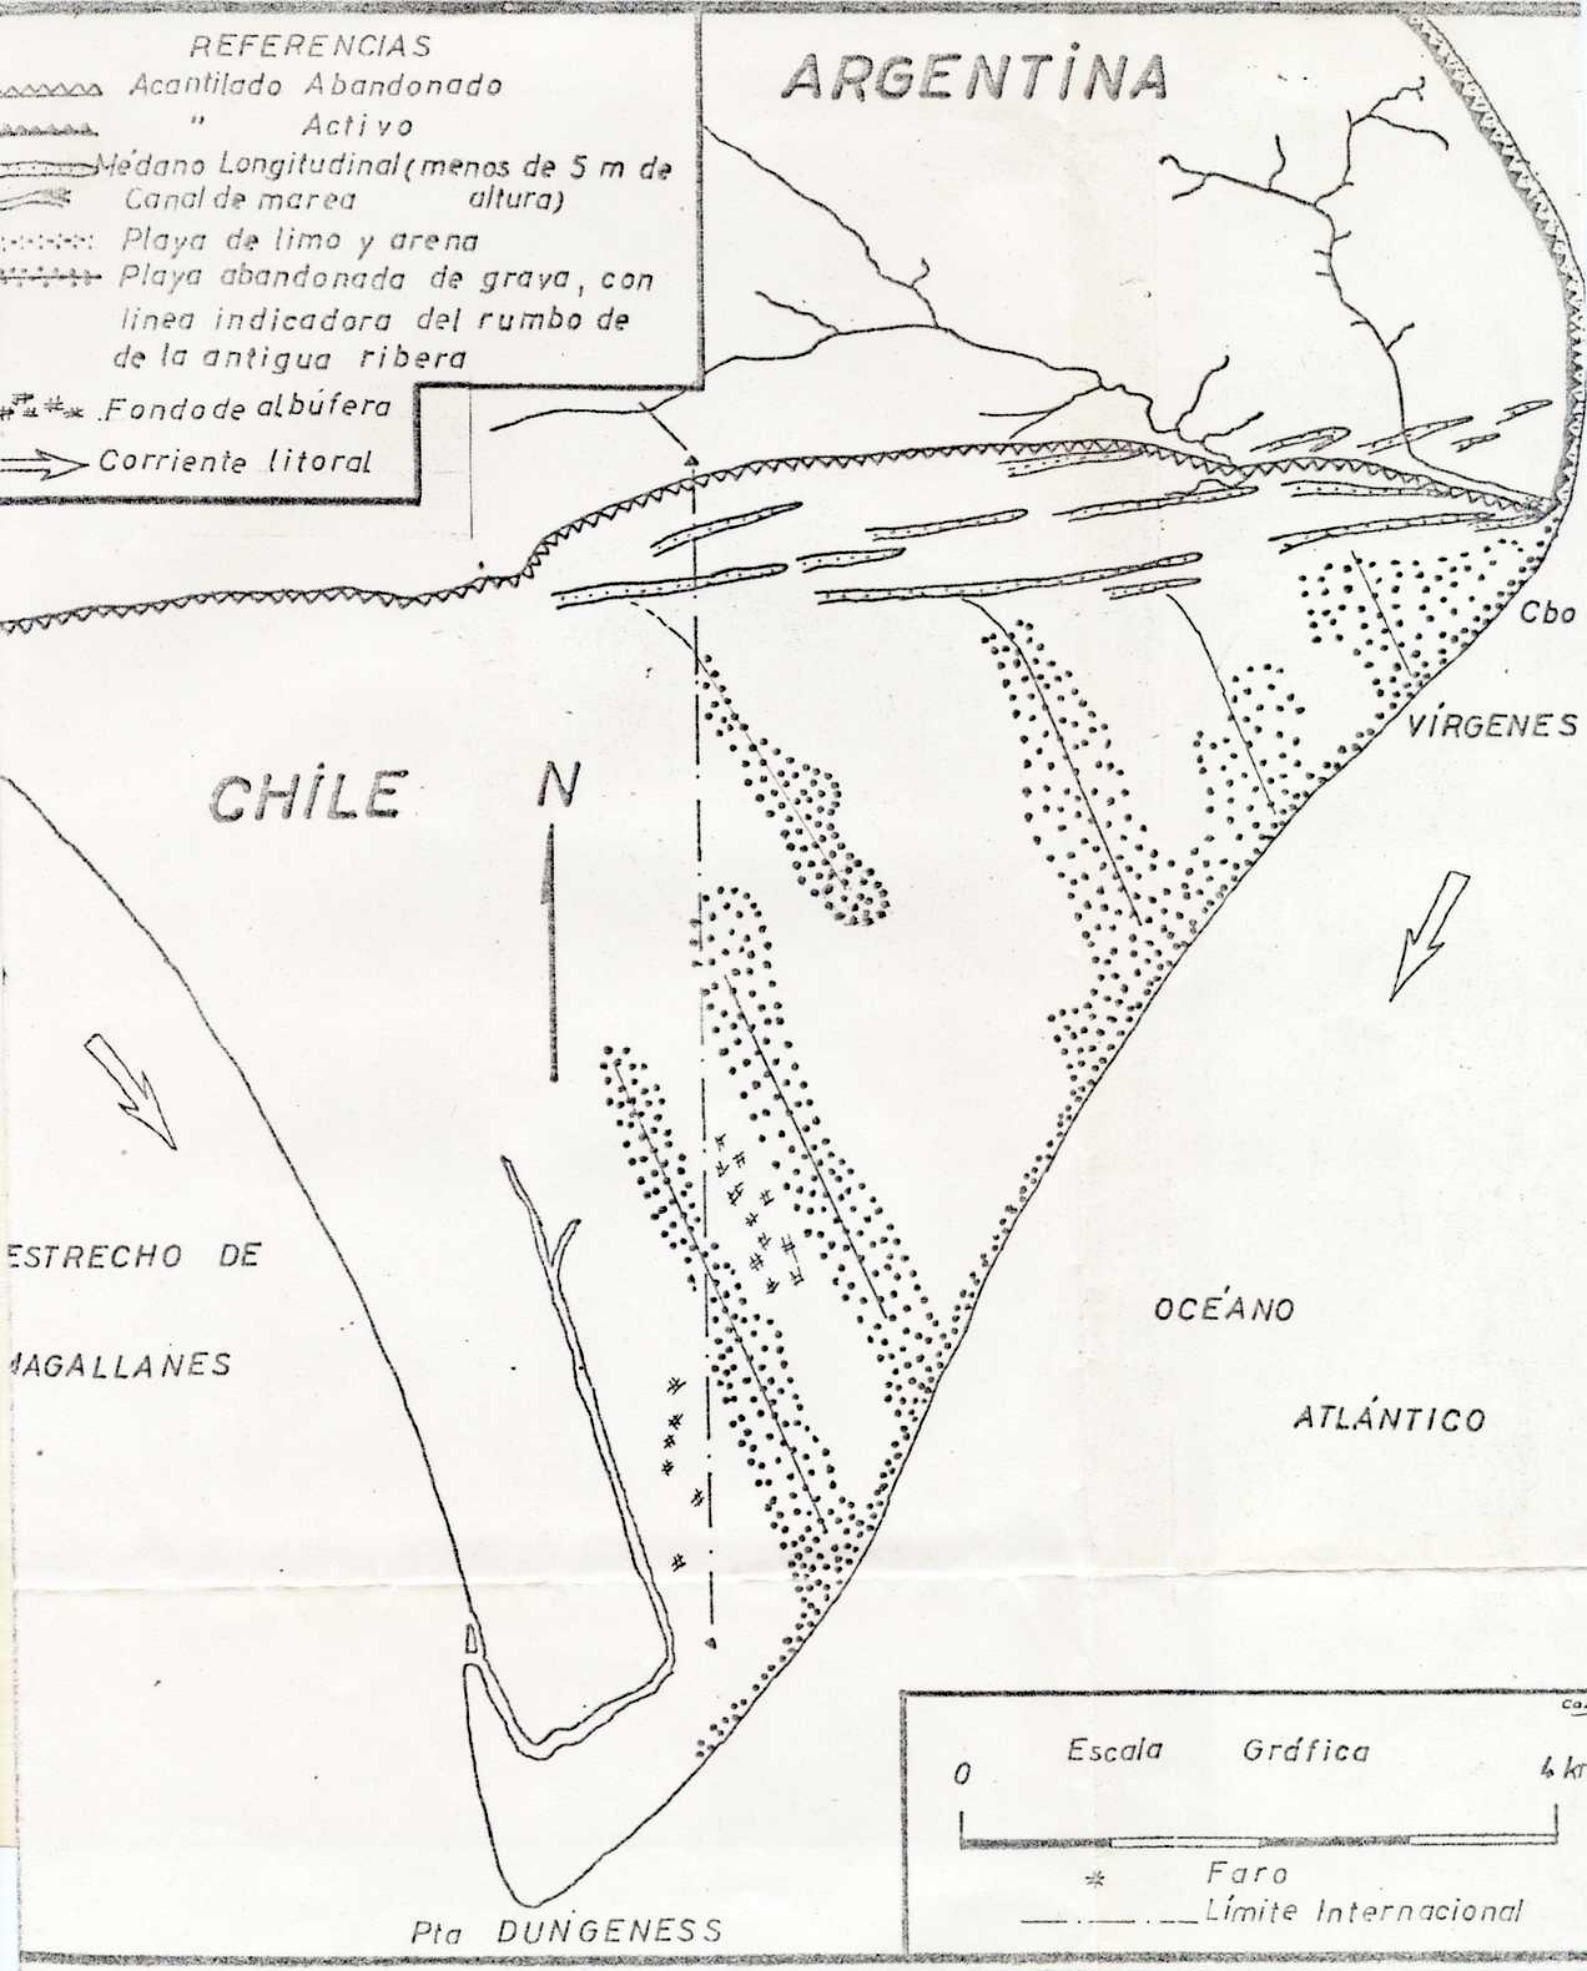 REFERENCIAS
Acantilado Abandonado
" Activo
Médano Longitudinal (menos de 5 m de
Canal de marea altura)
Playa de limo y arena
Playa abandonada de grava, con
línea indicadora del rumbo de
de la antigua ribera
Fondo de albúfera
Corriente litoral
ARGENTINA
Cbo
VÍRGENES
CHILE
N
ESTRECHO DE
MAGALLANES
OCÉANO
ATLÁNTICO
Escala Gráfica
0 4 km
Faro
Límite Internacional
Pta DUNGENESS